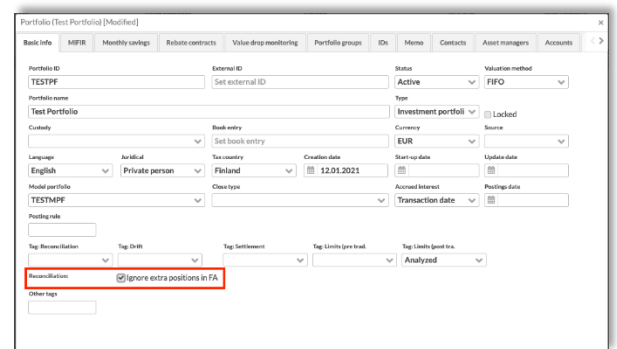 Portfolio (Test Portfolio) [Modified]
Basic info MIFIR Monthly savings Rebate contracts Value drop monitoring Portfolio groups IDs Memo Contacts Asset managers Accounts
Portfolio ID External ID Status Valuation method
TESTPF Set external ID Active FIFO
Portfolio name Type
Test Portfolio Investment portfoli Locked
Custody Book entry Currency Source
Set book entry EUR
Language Juridical Tax country Creation date Start-up date Update date
English Private person Finland 12.01.2021
Model portfolio Close type Accrued interest Postings date
TESTMPF Transaction date
Posting rule
Tag: Reconciliation Tag: Drift Tag: Settlement Tag: Limits (pre trad. Tag: Limits (post tra.
Analyzed
Reconciliation: Ignore extra positions in FA
Other tags